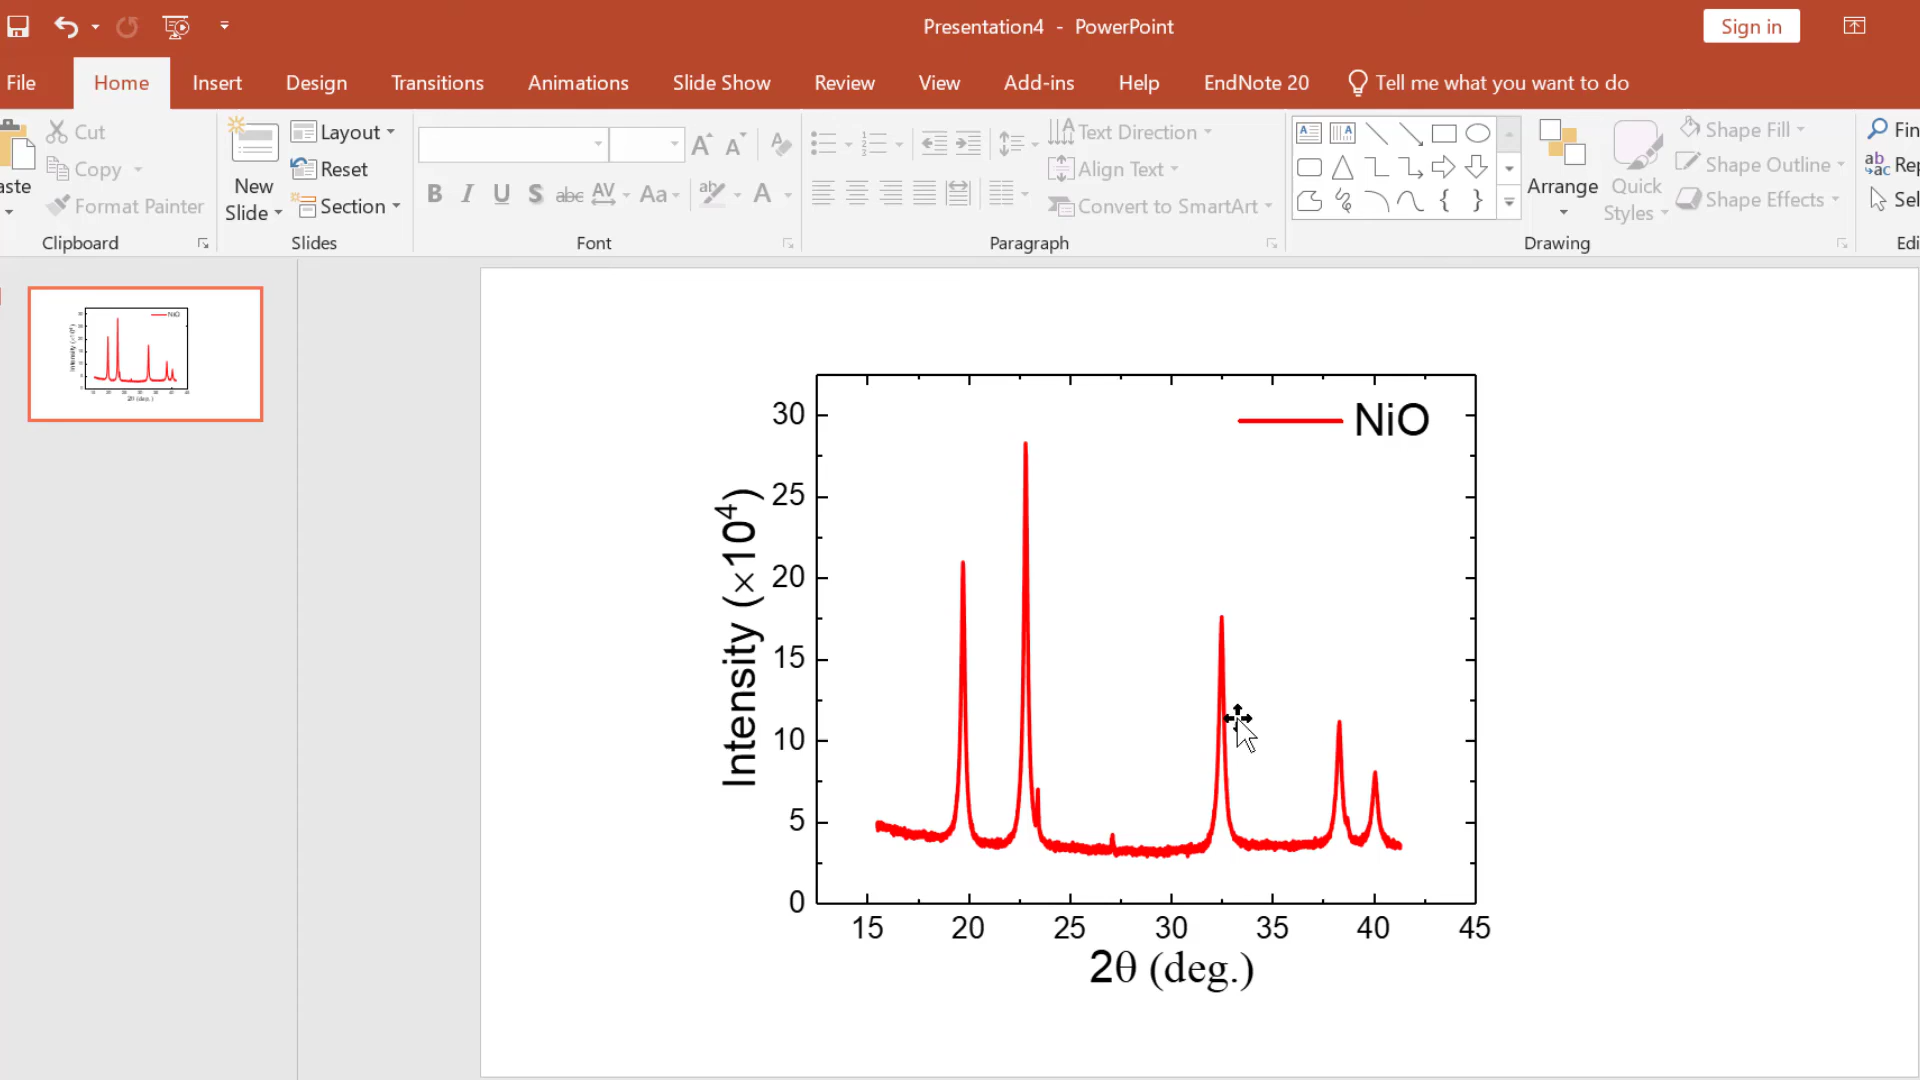 Presentation4 - PowerPoint
Sign in
File Home Insert Design Transitions Animations Slide Show Review View Add-ins Help EndNote 20 Tell me what you want to do
Cut
Copy
Format Painter
Clipboard
New
Slide
Layout
Reset
Section
Slides
B I U S abc AV Aa A
Font
Text Direction
Align Text
Convert to SmartArt
Paragraph
Arrange
Quick
Styles
Shape Fill
Shape Outline
Shape Effects
Drawing
NiO
30
25
20
15
10
5
0
Intensity (×10⁴)
15 20 25 30 35 40 45
2θ (deg.)